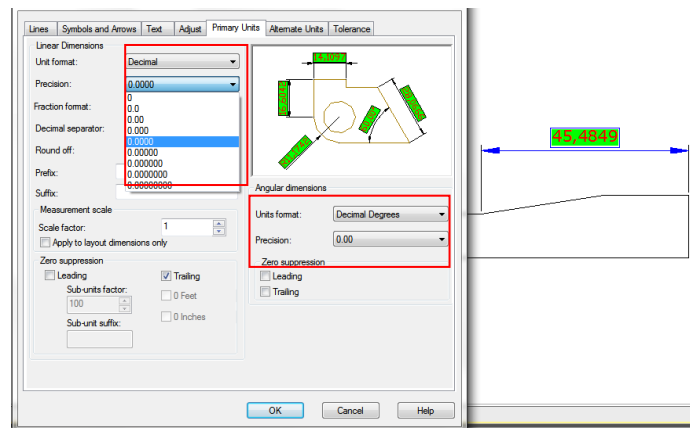 Lines Symbols and Arrows Text Adjust Primary Units Alternate Units Tolerance
Linear Dimensions
Unit format: Decimal
Precision: 0.0000
0
0.0
0.00
0.000
0.0000
0.00000
0.000000
0.0000000
0.00000000
Fraction format:
Decimal separator:
Round off:
Prefix:
Suffix:
Measurement scale
Scale factor: 1
Apply to layout dimensions only
Zero suppression
Leading
Trailing
Sub-units factor:
100
0 Feet
Sub-unit suffix:
0 Inches
14,1097
Angular dimensions
Units format: Decimal Degrees
Precision: 0.00
Zero suppression
Leading
Trailing
OK Cancel Help
45,4849